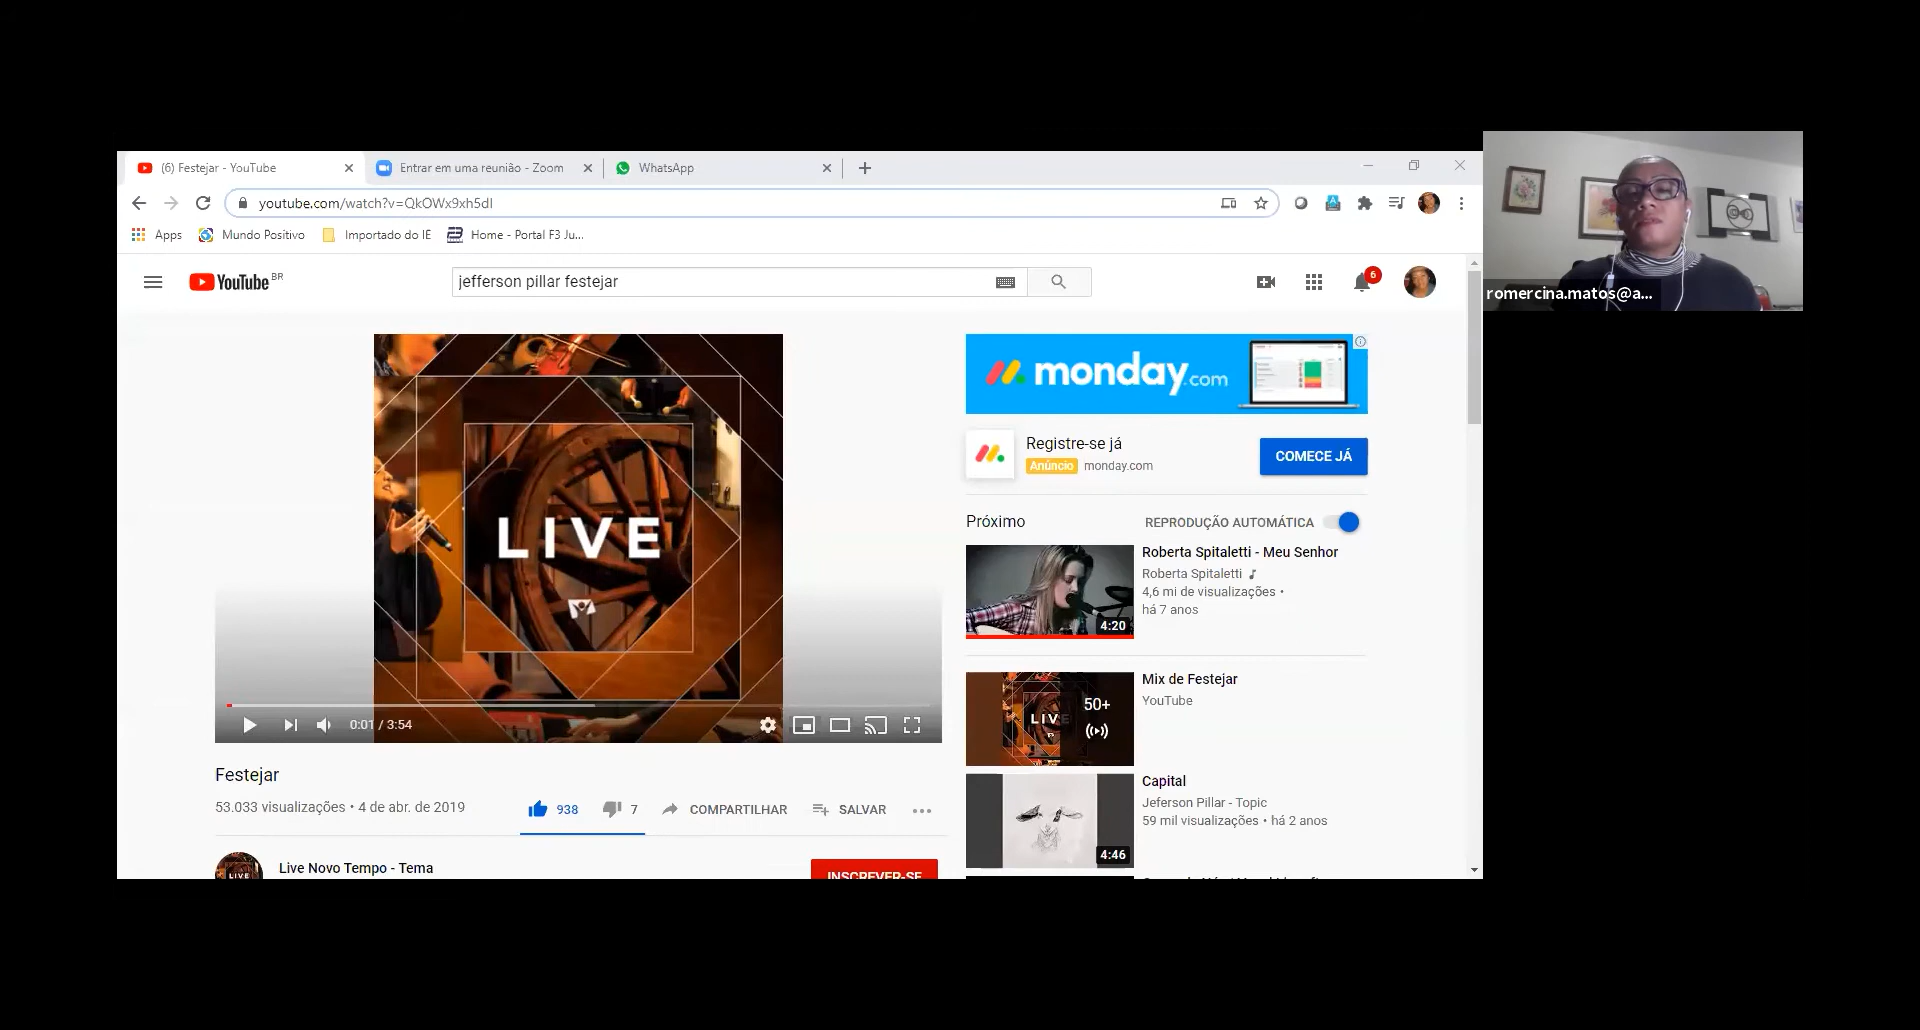 (6) Festejar - YouTube
Entrar em uma reunião - Zoom
WhatsApp
youtube.com/watch?v=QkOWx9xh5dI
Apps
Mundo Positivo
Importado do IE
Home - Portal F3 Ju...
YouTube BR
jefferson pillar festejar
6
romercina.matos@a...
LIVE
0:01 / 3:54
Festejar
53.033 visualizações • 4 de abr. de 2019
938
7
COMPARTILHAR
SALVAR
Live Novo Tempo - Tema
INSCREVER-SE
LIVE
monday.com
Registre-se já
Anúncio monday.com
COMECE JÁ
Próximo
REPRODUÇÃO AUTOMÁTICA
Roberta Spitaletti - Meu Senhor
Roberta Spitaletti
4,6 mi de visualizações •
há 7 anos
4:20
Mix de Festejar
YouTube
50+
LIVE
Capital
Jeferson Pillar - Topic
59 mil visualizações • há 2 anos
4:46